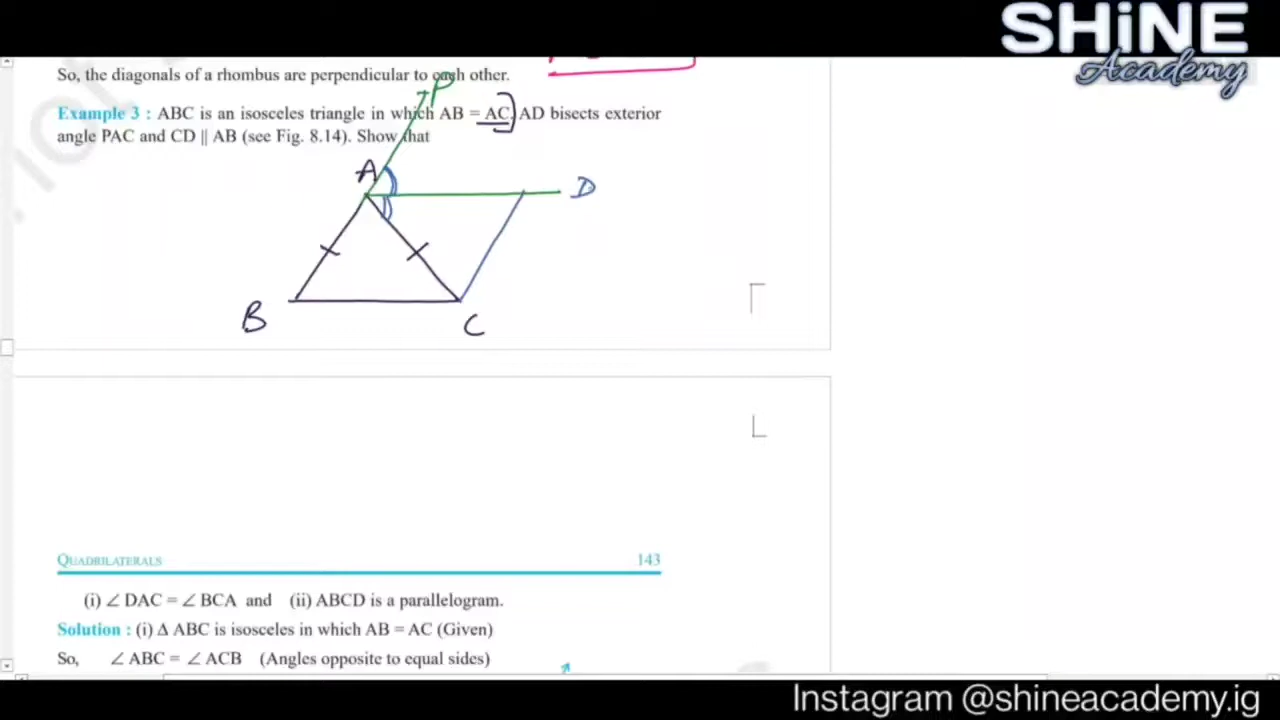 SHiNE
Academy
So, the diagonals of a rhombus are perpendicular to each other.
Example 3 : ABC is an isosceles triangle in which AB = AC. AD bisects exterior
angle PAC and CD || AB (see Fig. 8.14). Show that
P
A
D
B
C
QUADRILATERALS 143
(i) ∠ DAC = ∠ BCA and (ii) ABCD is a parallelogram.
Solution : (i) Δ ABC is isosceles in which AB = AC (Given)
So, ∠ ABC = ∠ ACB (Angles opposite to equal sides)
Instagram @shineacademy.ig